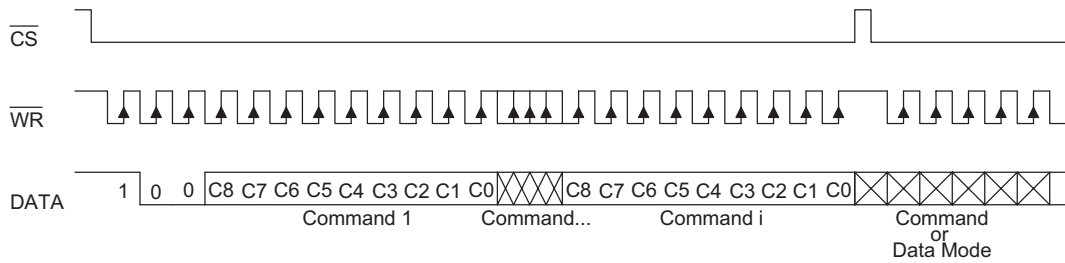 CS
WR
DATA 1 0 0 C8 C7 C6 C5 C4 C3 C2 C1 C0 C8 C7 C6 C5 C4 C3 C2 C1 C0
Command 1 Command... Command i Command
or
Data Mode